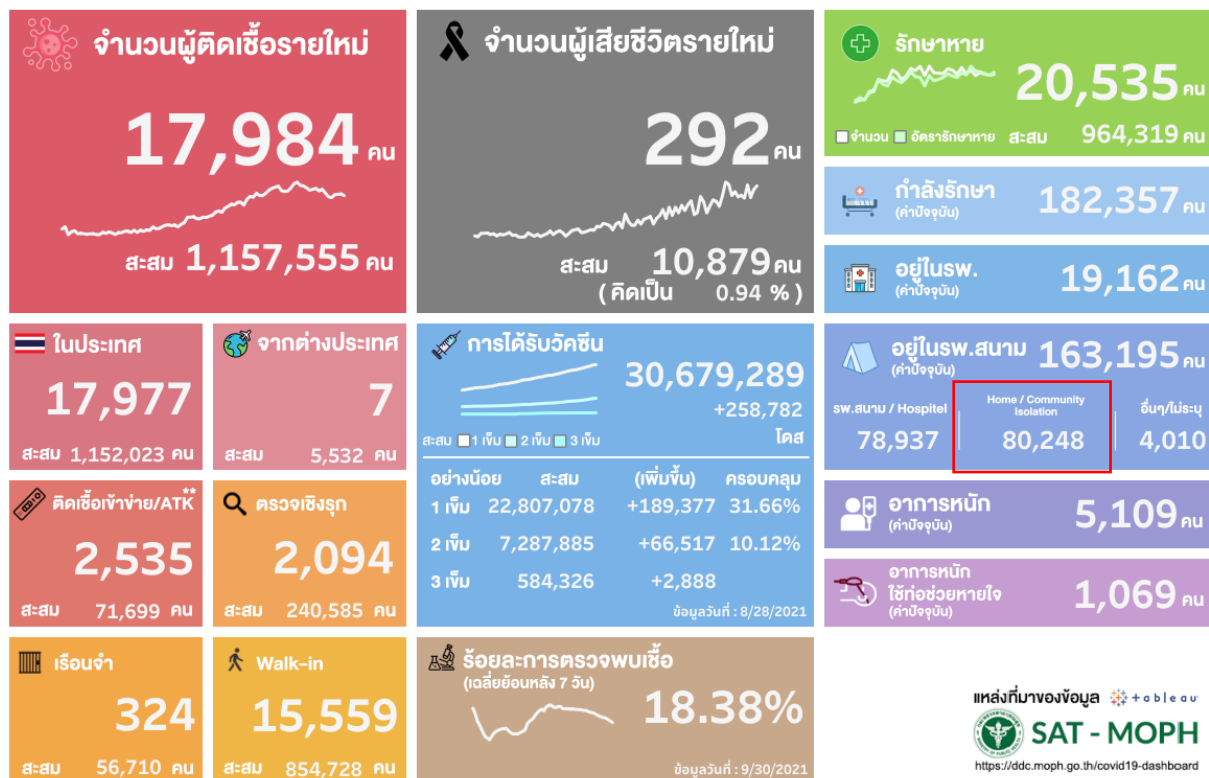 จำนวนผู้ติดเชื้อรายใหม่
17,984 คน
สะสม 1,157,555 คน
จำนวนผู้เสียชีวิตรายใหม่
292 คน
สะสม 10,879 คน
( คิดเป็น 0.94 % )
รักษาหาย
20,535 คน
จำนวน อัตรารักษาหาย สะสม 964,319 คน
กำลังรักษา
(ค่าปัจจุบัน)
182,357 คน
อยู่ในรพ.
(ค่าปัจจุบัน)
19,162 คน
ในประเทศ
17,977
สะสม 1,152,023 คน
จากต่างประเทศ
7
สะสม 5,532 คน
การได้รับวัคซีน
30,679,289
+258,782
โดส
สะสม 1 เข็ม 2 เข็ม 3 เข็ม
อย่างน้อย สะสม (เพิ่มขึ้น) ครอบคลุม
1 เข็ม 22,807,078 +189,377 31.66%
2 เข็ม 7,287,885 +66,517 10.12%
3 เข็ม 584,326 +2,888
ข้อมูลวันที่ : 8/28/2021
อยู่ในรพ.สนาม
(ค่าปัจจุบัน)
163,195 คน
รพ.สนาม / Hospitel
78,937
Home / Community
Isolation
80,248
อื่นๆ/ไม่ระบุ
4,010
ติดเชื้อเข้าข่าย/ATK**
2,535
สะสม 71,699 คน
ตรวจเชิงรุก
2,094
สะสม 240,585 คน
อาการหนัก
(ค่าปัจจุบัน)
5,109 คน
อาการหนัก
ใช้ท่อช่วยหายใจ
(ค่าปัจจุบัน)
1,069 คน
เรือนจำ
324
สะสม 56,710 คน
Walk-in
15,559
สะสม 854,728 คน
ร้อยละการตรวจพบเชื้อ
(เฉลี่ยย้อนหลัง 7 วัน)
18.38%
ข้อมูลวันที่ : 9/30/2021
แหล่งที่มาของข้อมูล +ableau
SAT - MOPH
https://ddc.moph.go.th/covid19-dashboard